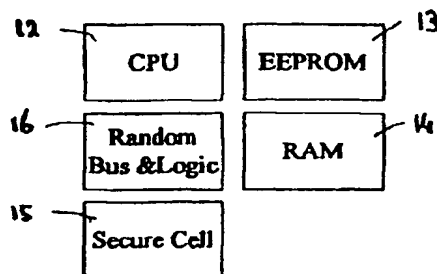 12
13
CPU
EEPROM
16
14
Random
Bus &Logic
RAM
15
Secure Cell